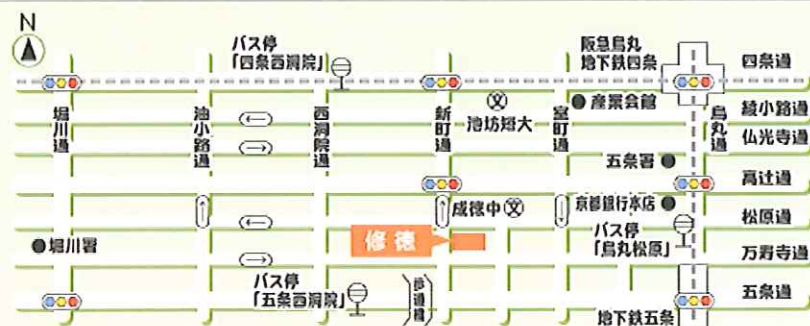 N
バス停
「四条西洞院」
阪急烏丸
地下鉄四条
四条通
堀川通
油小路通
西洞院通
新町通
室町通
烏丸通
池坊短大
産業会館
綾小路通
仏光寺通
五条署
高辻通
成徳中
京都銀行本店
松原通
修徳
バス停
「烏丸松原」
堀川署
万寿寺通
バス停
「五条西洞院」
歩道橋
五条通
地下鉄五条